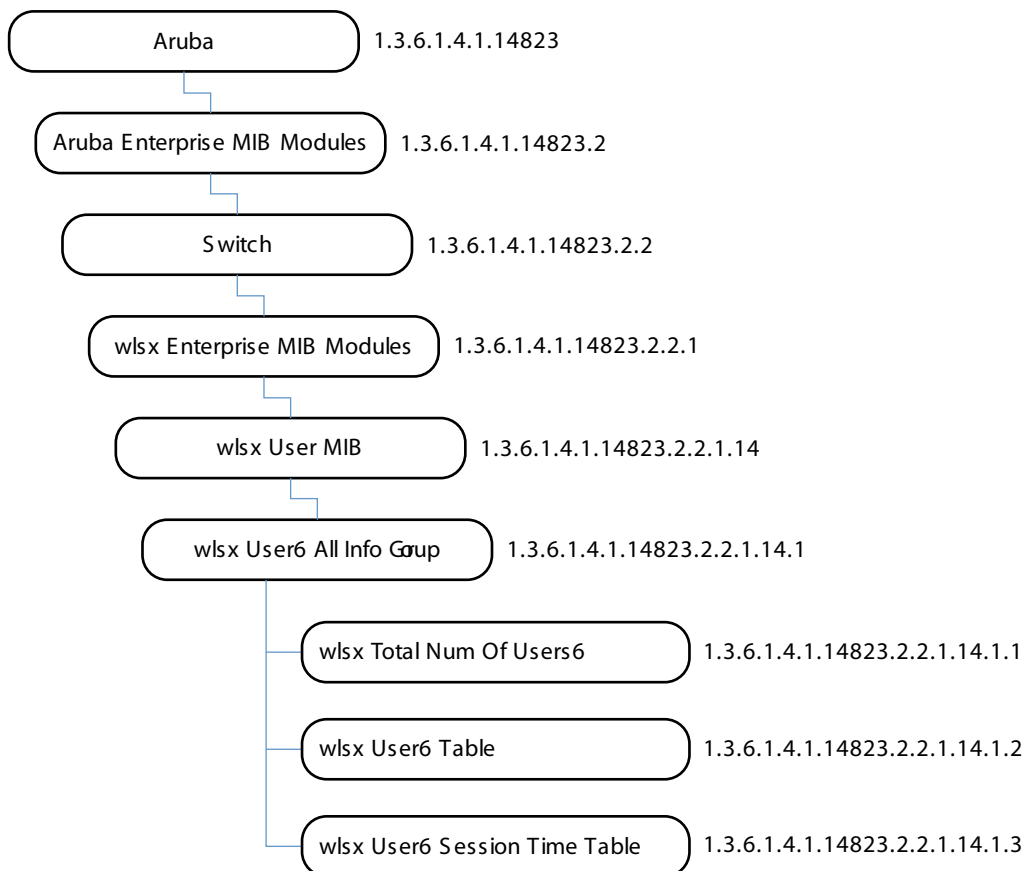 Aruba 1.3.6.1.4.1.14823
Aruba Enterprise MIB Modules 1.3.6.1.4.1.14823.2
Switch 1.3.6.1.4.1.14823.2.2
wlsx Enterprise MIB Modules 1.3.6.1.4.1.14823.2.2.1
wlsx User MIB 1.3.6.1.4.1.14823.2.2.1.14
wlsx User6 All Info Gorup 1.3.6.1.4.1.14823.2.2.1.14.1
wlsx Total Num Of Users6 1.3.6.1.4.1.14823.2.2.1.14.1.1
wlsx User6 Table 1.3.6.1.4.1.14823.2.2.1.14.1.2
wlsx User6 Session Time Table 1.3.6.1.4.1.14823.2.2.1.14.1.3